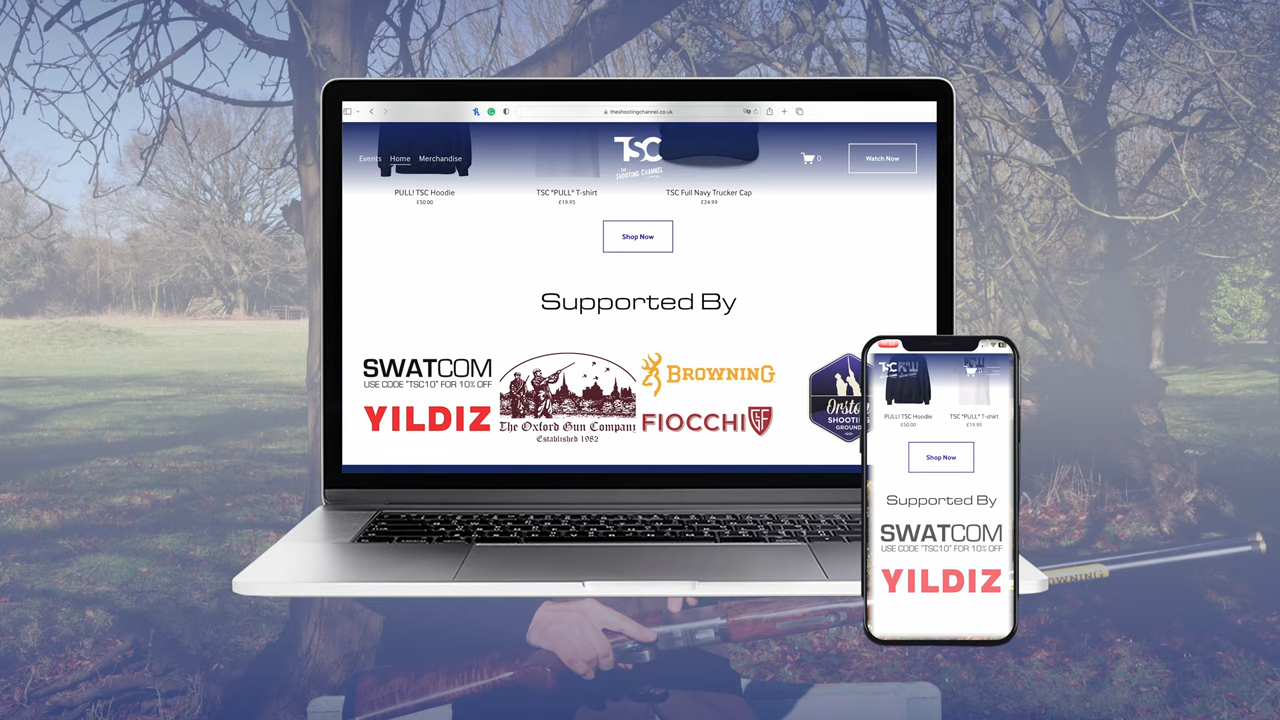 theshootingchannel.co.uk
Events Home Merchandise
TSC
THE
SHOOTING CHANNEL
0
Watch Now
PULL! TSC Hoodie
£50.00
TSC "PULL" T-shirt
£19.95
TSC Full Navy Trucker Cap
£24.99
Shop Now
Supported By
SWATCOM
USE CODE "TSC10" FOR 10% OFF
YILDIZ
The Oxford Gun Company
Established 1982
BROWNING
FIOCCHI
GFL
SHOOTING
GROUND
TSC
PULL
PULL! TSC Hoodie
£50.00
TSC "PULL" T-shirt
£19.95
Shop Now
Supported By
SWATCOM
USE CODE "TSC10" FOR 10% OFF
YILDIZ